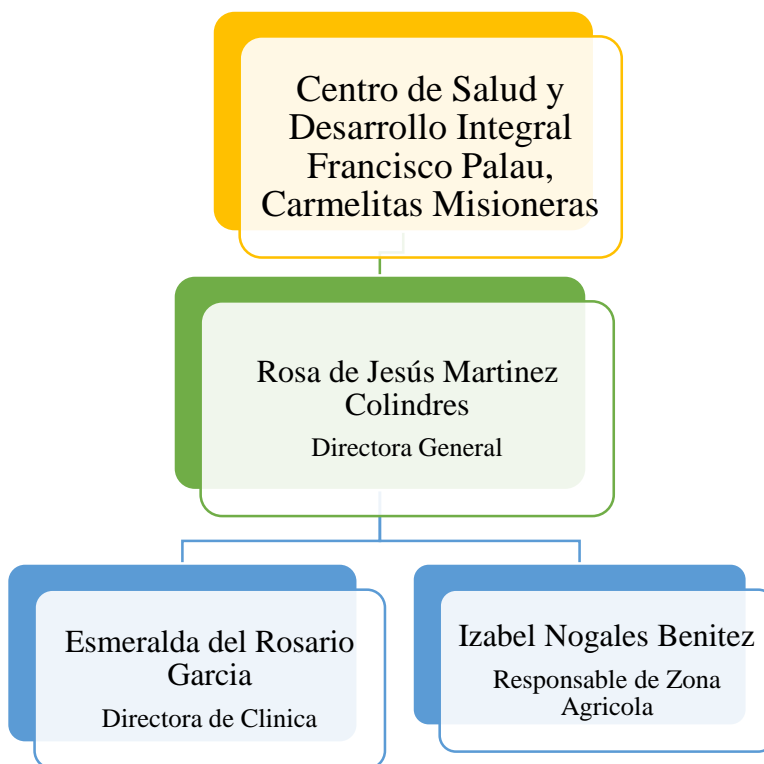 Centro de Salud y
Desarrollo Integral
Francisco Palau,
Carmelitas Misioneras
Rosa de Jesús Martinez
Colindres
Directora General
Esmeralda del Rosario
Garcia
Directora de Clinica
Izabel Nogales Benitez
Responsable de Zona
Agricola